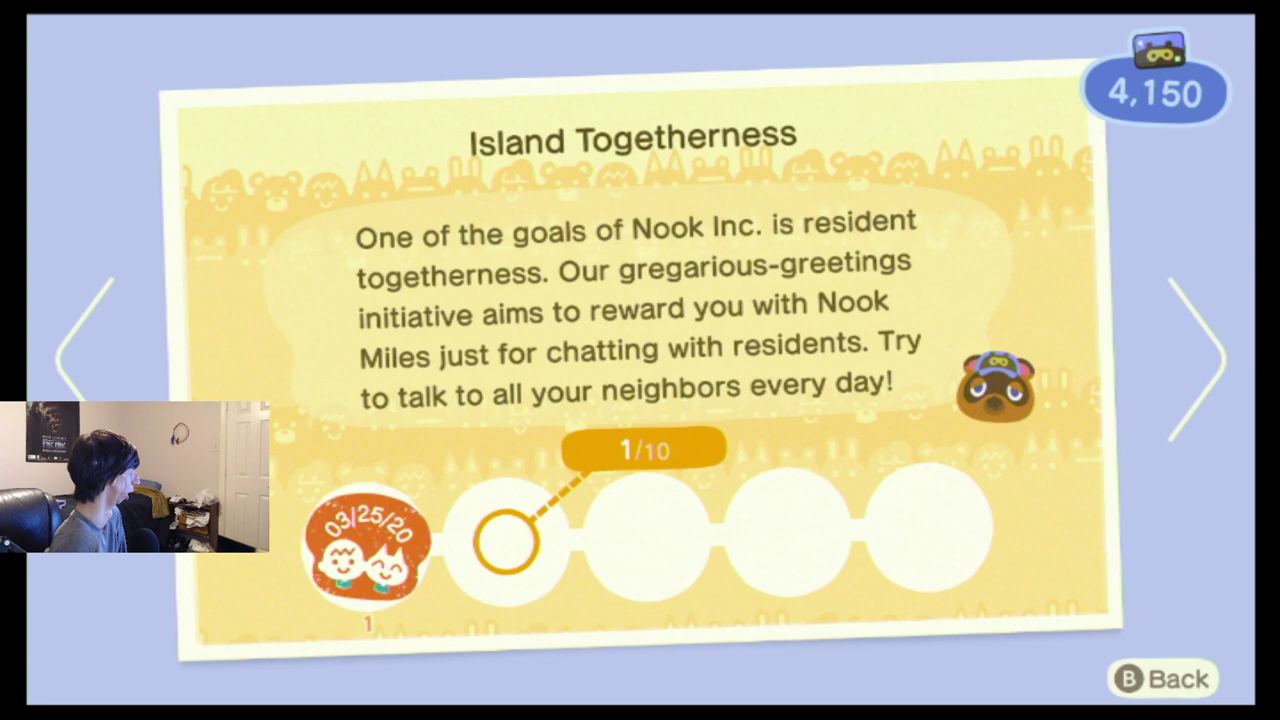 4,150
Island Togetherness
One of the goals of Nook Inc. is resident
togetherness. Our gregarious-greetings
initiative aims to reward you with Nook
Miles just for chatting with residents. Try
to talk to all your neighbors every day!
1/10
03/25/20
1
B Back